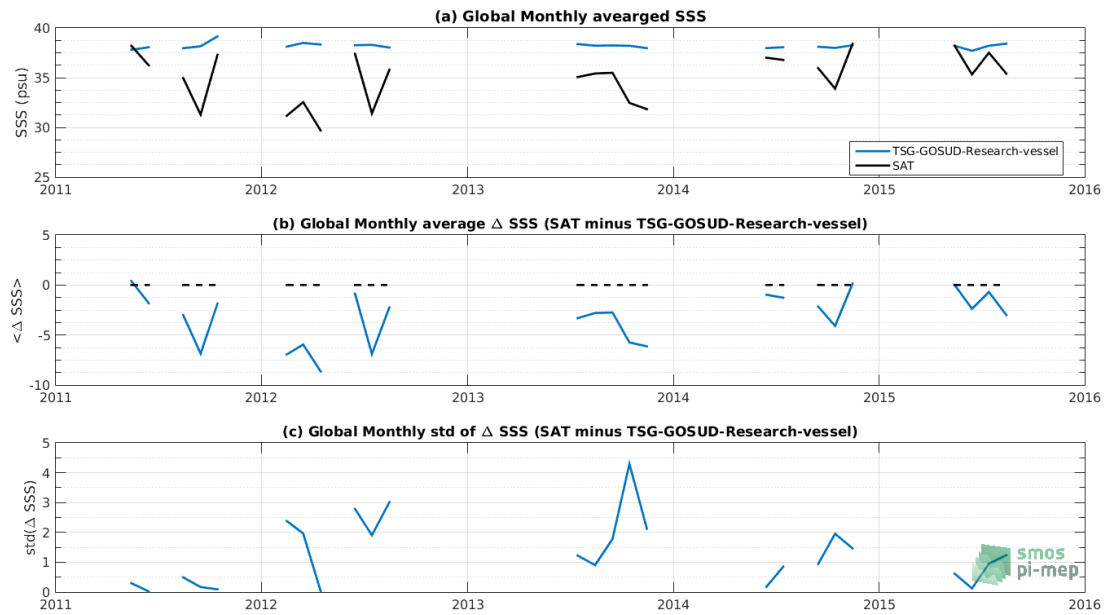 (a) Global Monthly avearged SSS
40
35
30
25
SSS (psu)
TSG-GOSUD-Research-vessel
SAT
2011 2012 2013 2014 2015 2016
(b) Global Monthly average Δ SSS (SAT minus TSG-GOSUD-Research-vessel)
5
0
-5
-10
<Δ SSS>
2011 2012 2013 2014 2015 2016
(c) Global Monthly std of Δ SSS (SAT minus TSG-GOSUD-Research-vessel)
5
4
3
2
1
0
std(Δ SSS)
smos
pi-mep
2011 2012 2013 2014 2015 2016